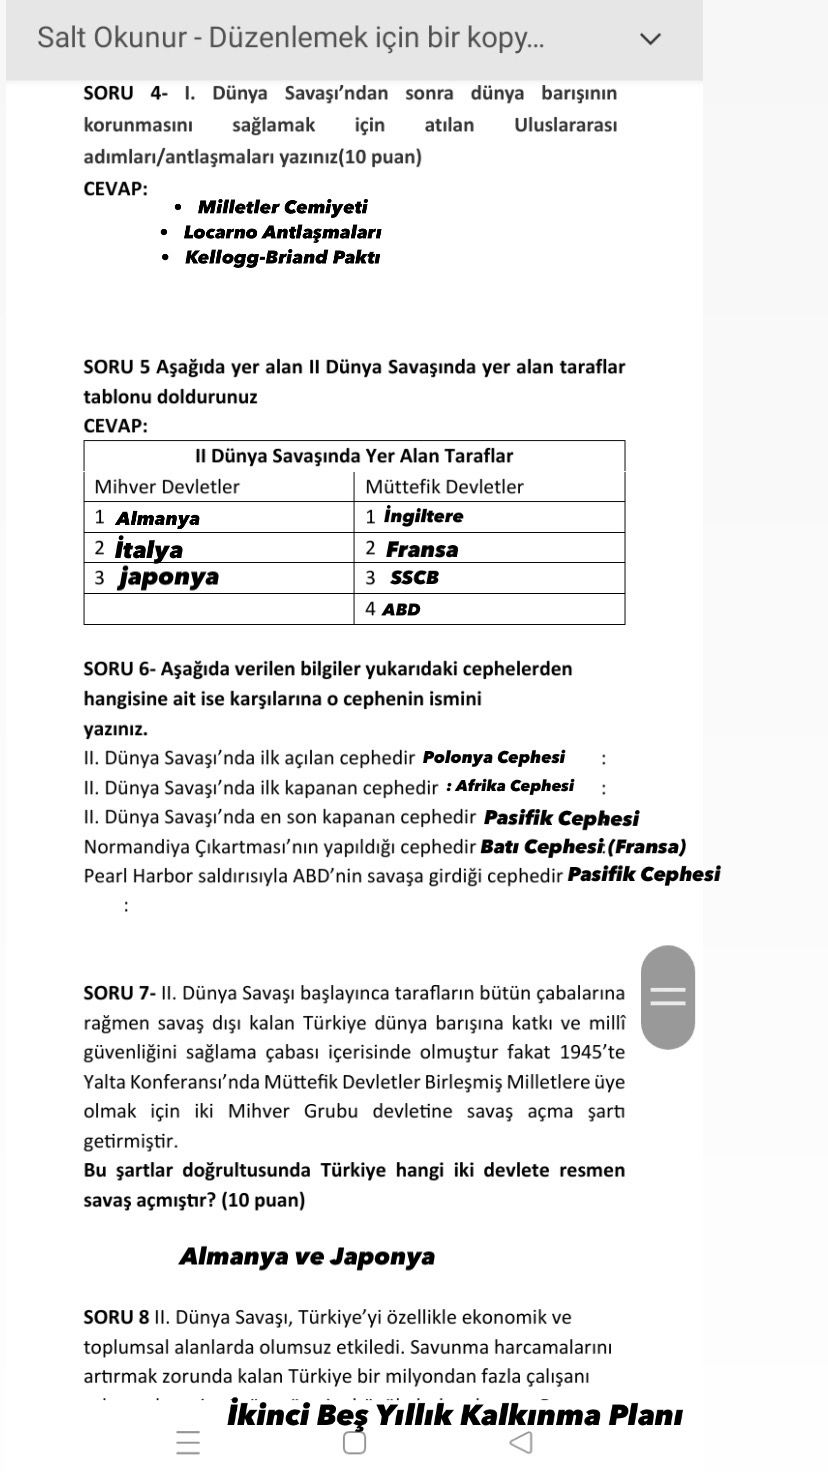 Salt Okunur - Düzenlemek için bir kopy...
SORU 4- I. Dünya Savaşı’ndan sonra dünya barışının
korunmasını sağlamak için atılan Uluslararası
adımları/antlaşmaları yazınız(10 puan)
CEVAP:
• Milletler Cemiyeti
• Locarno Antlaşmaları
• Kellogg-Briand Paktı
SORU 5 Aşağıda yer alan II Dünya Savaşında yer alan taraflar
tablonu doldurunuz
CEVAP:
II Dünya Savaşında Yer Alan Taraflar
Mihver Devletler Müttefik Devletler
1 Almanya 1 İngiltere
2 İtalya 2 Fransa
3 japonya 3 SSCB
4 ABD
SORU 6- Aşağıda verilen bilgiler yukarıdaki cephelerden
hangisine ait ise karşılarına o cephenin ismini
yazınız.
II. Dünya Savaşı’nda ilk açılan cephedir Polonya Cephesi :
II. Dünya Savaşı’nda ilk kapanan cephedir : Afrika Cephesi :
II. Dünya Savaşı’nda en son kapanan cephedir Pasifik Cephesi
Normandiya Çıkartması’nın yapıldığı cephedir Batı Cephesi:(Fransa)
Pearl Harbor saldırısıyla ABD’nin savaşa girdiği cephedir Pasifik Cephesi
:
SORU 7- II. Dünya Savaşı başlayınca tarafların bütün çabalarına
rağmen savaş dışı kalan Türkiye dünya barışına katkı ve millî
güvenliğini sağlama çabası içerisinde olmuştur fakat 1945’te
Yalta Konferansı’nda Müttefik Devletler Birleşmiş Milletlere üye
olmak için iki Mihver Grubu devletine savaş açma şartı
getirmiştir.
Bu şartlar doğrultusunda Türkiye hangi iki devlete resmen
savaş açmıştır? (10 puan)
Almanya ve Japonya
SORU 8 II. Dünya Savaşı, Türkiye’yi özellikle ekonomik ve
toplumsal alanlarda olumsuz etkiledi. Savunma harcamalarını
artırmak zorunda kalan Türkiye bir milyondan fazla çalışanı
İkinci Beş Yıllık Kalkınma Planı